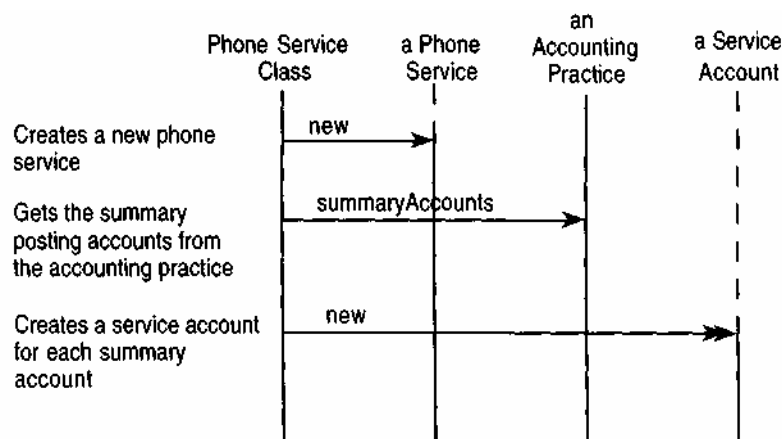 Phone Service
Class
a Phone
Service
an
Accounting
Practice
a Service
Account
Creates a new phone
service
new
Gets the summary
posting accounts from
the accounting practice
summaryAccounts
Creates a service account
for each summary
account
new